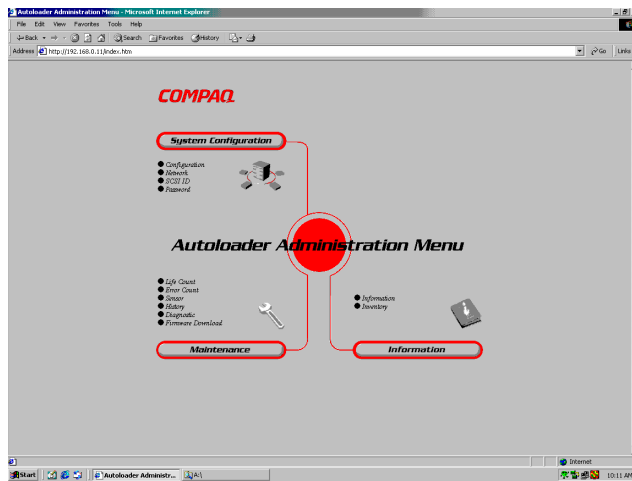 Autoloader Administration Menu - Microsoft Internet Explorer
File Edit View Favorites Tools Help
Back Search Favorites History
Address http://192.168.0.11/index.htm Go Links
COMPAQ
System Configuration
Configuration
Network
SCSI ID
Password
Autoloader Administration Menu
Life Count
Error Count
Sensor
History
Diagnostic
Firmware Download
Information
Inventory
Maintenance
Information
Internet
Start Autoloader Administr... A:\ 10:11 AM